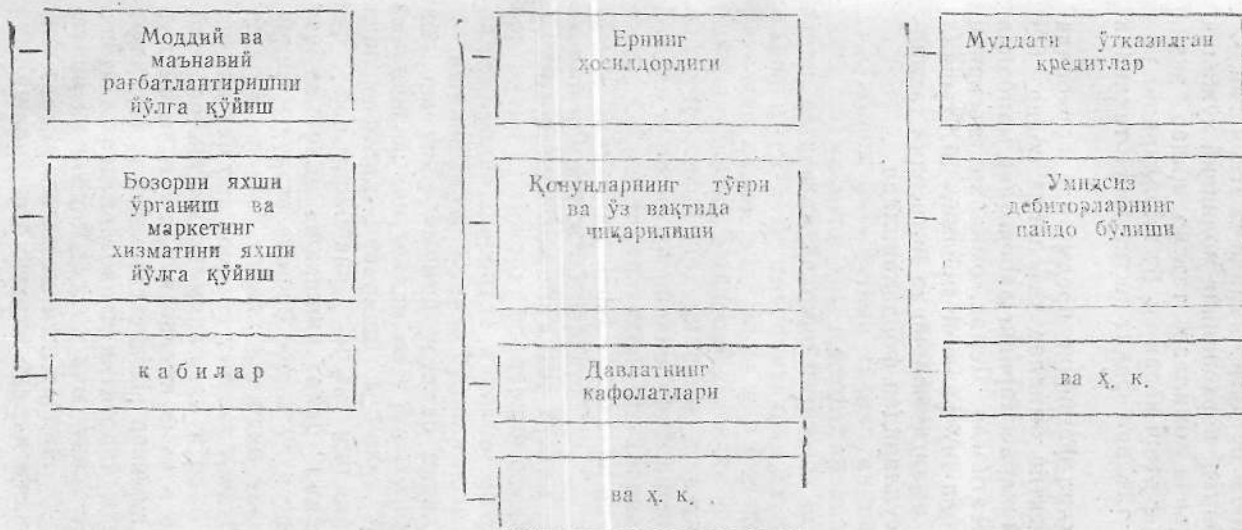 Моддий ва
маънавий
рағбатлантиришни
йўлга қўйиш
Бозорни яхши
ўрганиш ва
маркетинг
хизматини яхши
йўлга қўйиш
кабилар
Ернинг
ҳосилдорлиги
Қонунларнинг тўғри
ва ўз вақтида
чиқарилиши
Давлатнинг
кафолатлари
ва ҳ. к.
Муддати ўтказилган
кредитлар
Умидсиз
дебиторларнинг
пайдо бўлиши
ва ҳ. к.